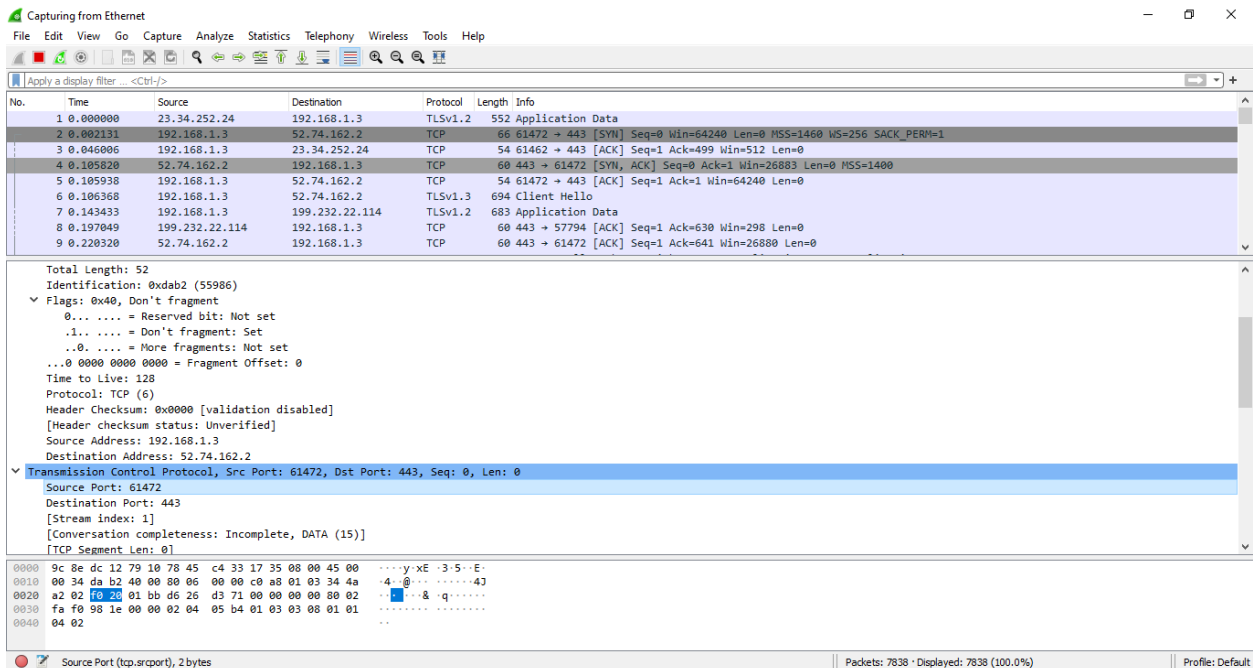 Capturing from Ethernet
File Edit View Go Capture Analyze Statistics Telephony Wireless Tools Help
Apply a display filter ... <Ctrl-/>
No. Time Source Destination Protocol Length Info
1 0.000000 23.34.252.24 192.168.1.3 TLSv1.2 552 Application Data
2 0.002131 192.168.1.3 52.74.162.2 TCP 66 61472 → 443 [SYN] Seq=0 Win=64240 Len=0 MSS=1460 WS=256 SACK_PERM=1
3 0.046006 192.168.1.3 23.34.252.24 TCP 54 61462 → 443 [ACK] Seq=1 Ack=499 Win=512 Len=0
4 0.105820 52.74.162.2 192.168.1.3 TCP 60 443 → 61472 [SYN, ACK] Seq=0 Ack=1 Win=26883 Len=0 MSS=1400
5 0.105938 192.168.1.3 52.74.162.2 TCP 54 61472 → 443 [ACK] Seq=1 Ack=1 Win=64240 Len=0
6 0.106368 192.168.1.3 52.74.162.2 TLSv1.3 694 Client Hello
7 0.143433 192.168.1.3 199.232.22.114 TLSv1.2 683 Application Data
8 0.197049 199.232.22.114 192.168.1.3 TCP 60 443 → 57794 [ACK] Seq=1 Ack=630 Win=298 Len=0
9 0.220320 52.74.162.2 192.168.1.3 TCP 60 443 → 61472 [ACK] Seq=1 Ack=641 Win=26880 Len=0
Total Length: 52
Identification: 0xdab2 (55986)
Flags: 0x40, Don't fragment
0... .... = Reserved bit: Not set
.1.. .... = Don't fragment: Set
..0. .... = More fragments: Not set
...0 0000 0000 0000 = Fragment Offset: 0
Time to Live: 128
Protocol: TCP (6)
Header Checksum: 0x0000 [validation disabled]
[Header checksum status: Unverified]
Source Address: 192.168.1.3
Destination Address: 52.74.162.2
Transmission Control Protocol, Src Port: 61472, Dst Port: 443, Seq: 0, Len: 0
Source Port: 61472
Destination Port: 443
[Stream index: 1]
[Conversation completeness: Incomplete, DATA (15)]
[TCP Segment Len: 0]
0000 9c 8e dc 12 79 10 78 45 c4 33 17 35 08 00 45 00 ····y·xE ·3·5··E·
0010 00 34 da b2 40 00 80 06 00 00 c0 a8 01 03 34 4a ·4··@··· ······4J
0020 a2 02 f0 20 01 bb d6 26 d3 71 00 00 00 00 80 02 ··· ···& ·q······
0030 fa f0 98 1e 00 00 02 04 05 b4 01 03 03 08 01 01 ········ ········
0040 04 02 ··
Source Port (tcp.srcport), 2 bytes Packets: 7838 · Displayed: 7838 (100.0%) Profile: Default